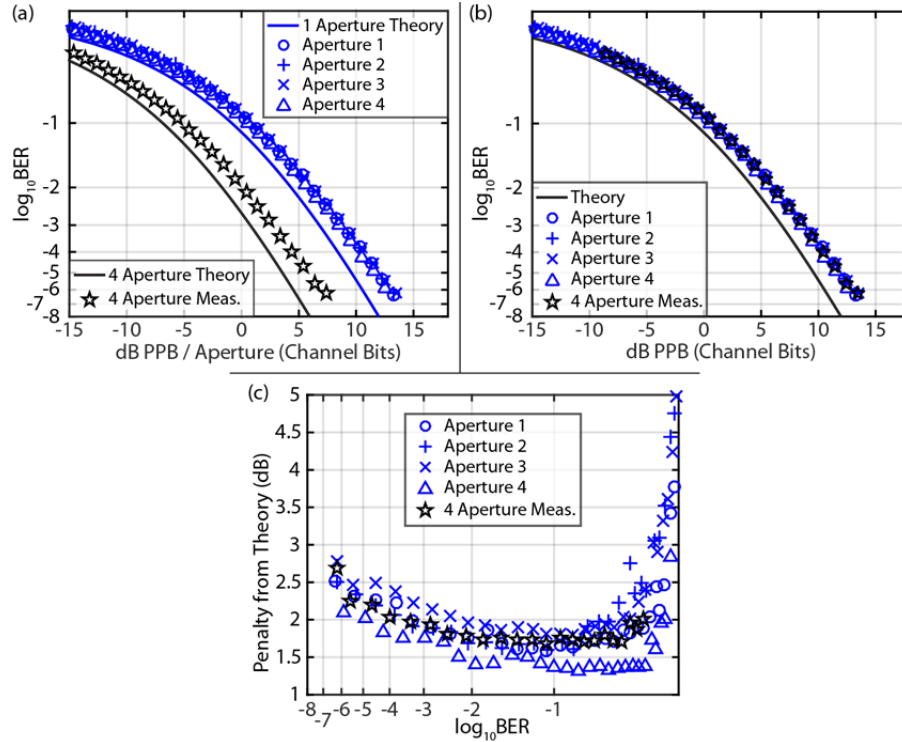 (a)
1 Aperture Theory
Aperture 1
Aperture 2
Aperture 3
Aperture 4
-1
-2
-3
-4
-5
-6
-7
-8
log10BER
4 Aperture Theory
4 Aperture Meas.
-15 -10 -5 0 5 10 15
dB PPB / Aperture (Channel Bits)
(b)
-1
-2
-3
-4
-5
-6
-7
-8
log10BER
Theory
Aperture 1
Aperture 2
Aperture 3
Aperture 4
4 Aperture Meas.
-15 -10 -5 0 5 10 15
dB PPB (Channel Bits)
(c)
5
4.5
4
3.5
3
2.5
2
1.5
1
Penalty from Theory (dB)
Aperture 1
Aperture 2
Aperture 3
Aperture 4
4 Aperture Meas.
-8 -7 -6 -5 -4 -3 -2 -1
log10BER